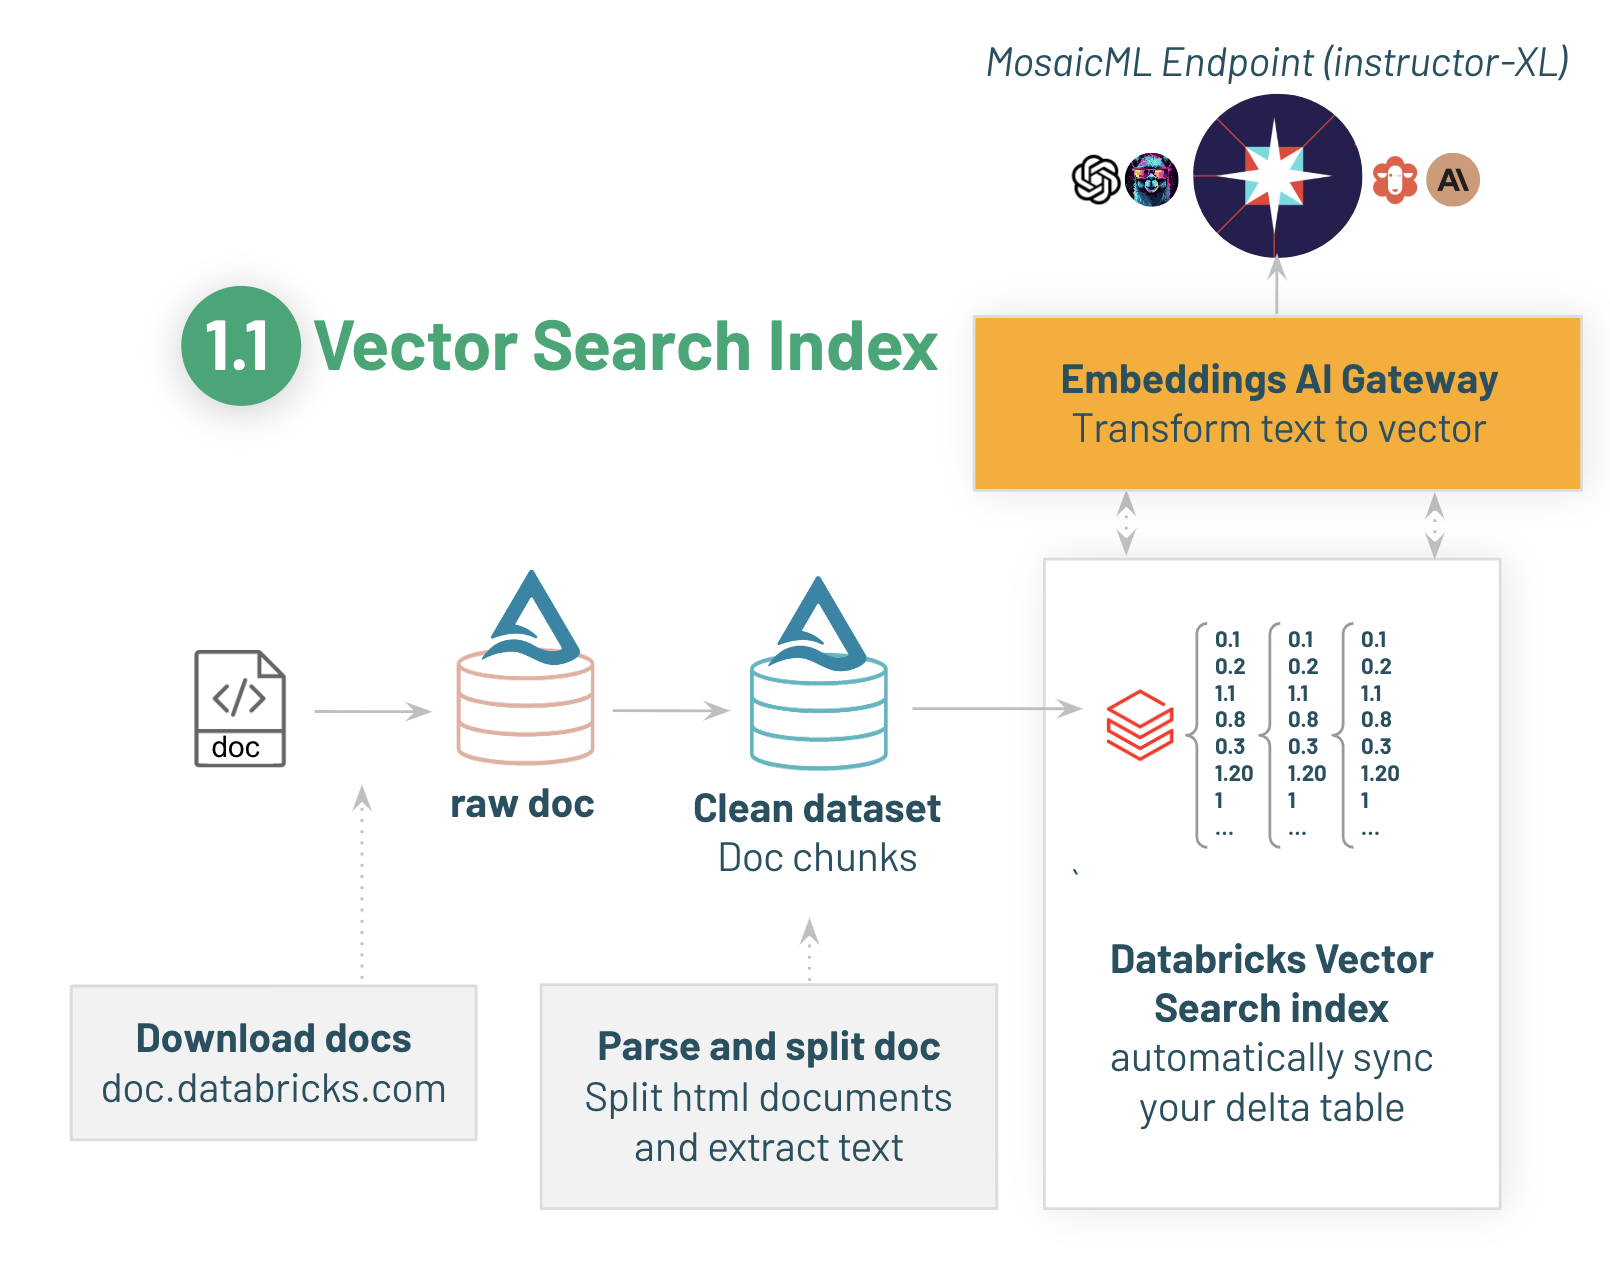 MosaicML Endpoint (instructor-XL)
A\
1.1 Vector Search Index
Embeddings AI Gateway
Transform text to vector
</>
doc
raw doc
Clean dataset
Doc chunks
0.1 0.1 0.1
0.2 0.2 0.2
1.1 1.1 1.1
0.8 0.8 0.8
0.3 0.3 0.3
1.20 1.20 1.20
1 1 1
... ... ...
`
Download docs
doc.databricks.com
Parse and split doc
Split html documents
and extract text
Databricks Vector
Search index
automatically sync
your delta table